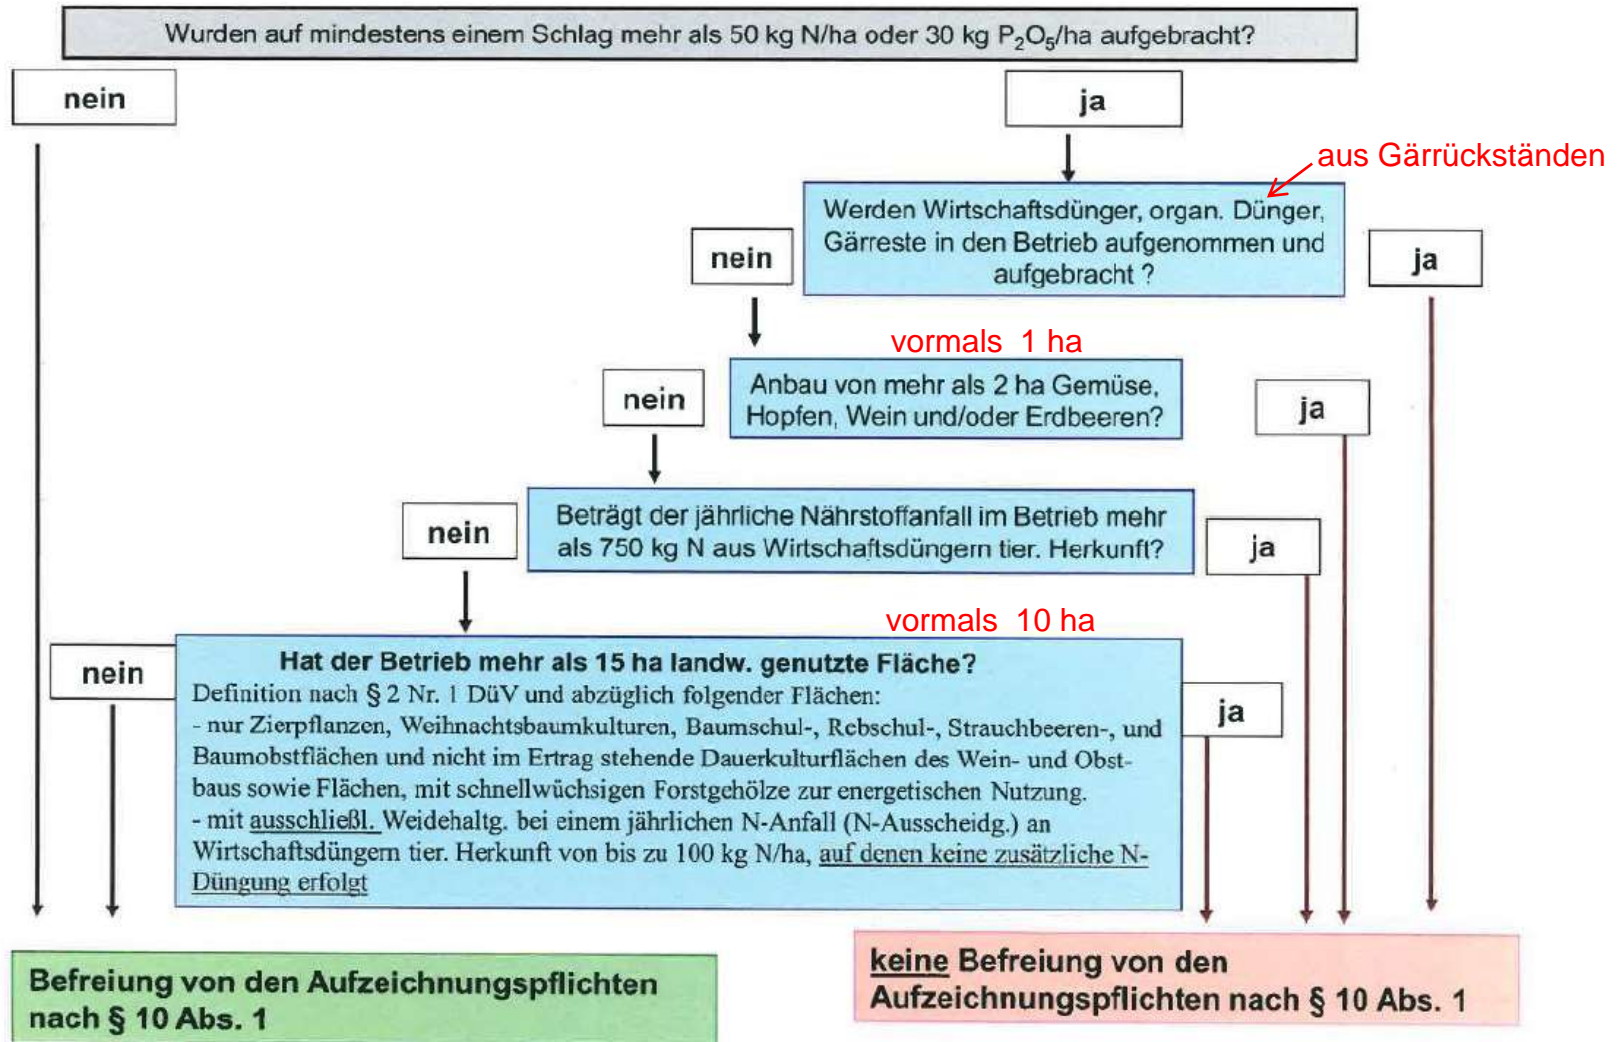 Wurden auf mindestens einem Schlag mehr als 50 kg N/ha oder 30 kg P₂O₅/ha aufgebracht?
nein
ja
aus Gärrückständen
Werden Wirtschaftsdünger, organ. Dünger,
Gärreste in den Betrieb aufgenommen und
aufgebracht ?
nein
ja
vormals 1 ha
Anbau von mehr als 2 ha Gemüse,
Hopfen, Wein und/oder Erdbeeren?
nein
ja
Beträgt der jährliche Nährstoffanfall im Betrieb mehr
als 750 kg N aus Wirtschaftsdüngern tier. Herkunft?
nein
ja
vormals 10 ha
Hat der Betrieb mehr als 15 ha landw. genutzte Fläche?
Definition nach § 2 Nr. 1 DüV und abzüglich folgender Flächen:
- nur Zierpflanzen, Weihnachtsbaumkulturen, Baumschul-, Rebschul-, Strauchbeeren-, und
Baumobstflächen und nicht im Ertrag stehende Dauerkulturflächen des Wein- und Obst-
baus sowie Flächen, mit schnellwüchsigen Forstgehölze zur energetischen Nutzung.
- mit ausschließl. Weidehaltg. bei einem jährlichen N-Anfall (N-Ausscheidg.) an
Wirtschaftsdüngern tier. Herkunft von bis zu 100 kg N/ha, auf denen keine zusätzliche N-
Düngung erfolgt
nein
ja
Befreiung von den Aufzeichnungspflichten
nach § 10 Abs. 1
keine Befreiung von den
Aufzeichnungspflichten nach § 10 Abs. 1